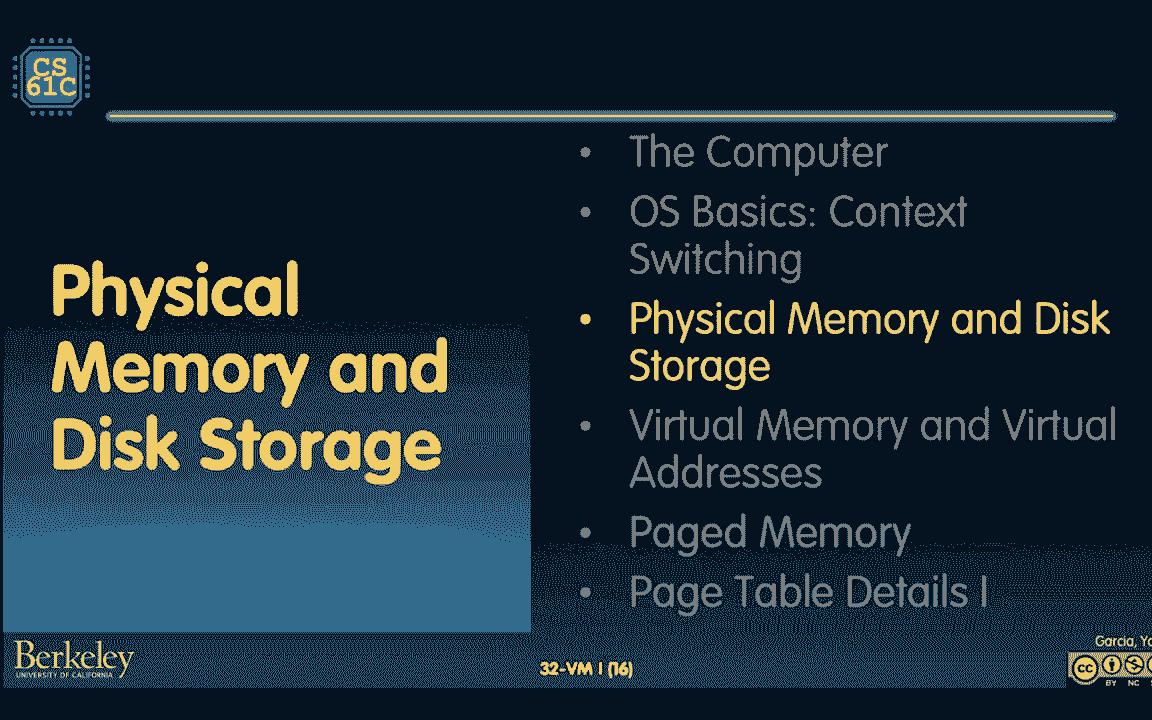 CS
61C
Physical
Memory and
Disk Storage
• The Computer
• OS Basics: Context
Switching
• Physical Memory and Disk
Storage
• Virtual Memory and Virtual
Addresses
• Paged Memory
• Page Table Details I
Berkeley
UNIVERSITY OF CALIFORNIA
32-VM I (16)
Garcia,
cc
BY NC